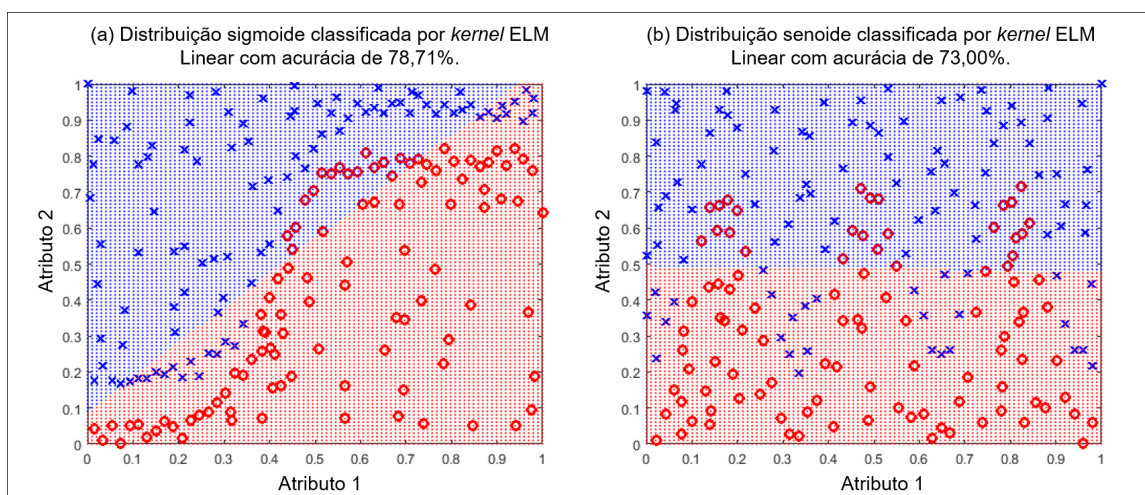 (a) Distribuição sigmoide classificada por kernel ELM
Linear com acurácia de 78,71%.
1
0.9
0.8
0.7
0.6
0.5
0.4
0.3
0.2
0.1
0
Atributo 2
0 0.1 0.2 0.3 0.4 0.5 0.6 0.7 0.8 0.9 1
Atributo 1
(b) Distribuição senoide classificada por kernel ELM
Linear com acurácia de 73,00%.
1
0.9
0.8
0.7
0.6
0.5
0.4
0.3
0.2
0.1
0
Atributo 2
0 0.1 0.2 0.3 0.4 0.5 0.6 0.7 0.8 0.9 1
Atributo 1